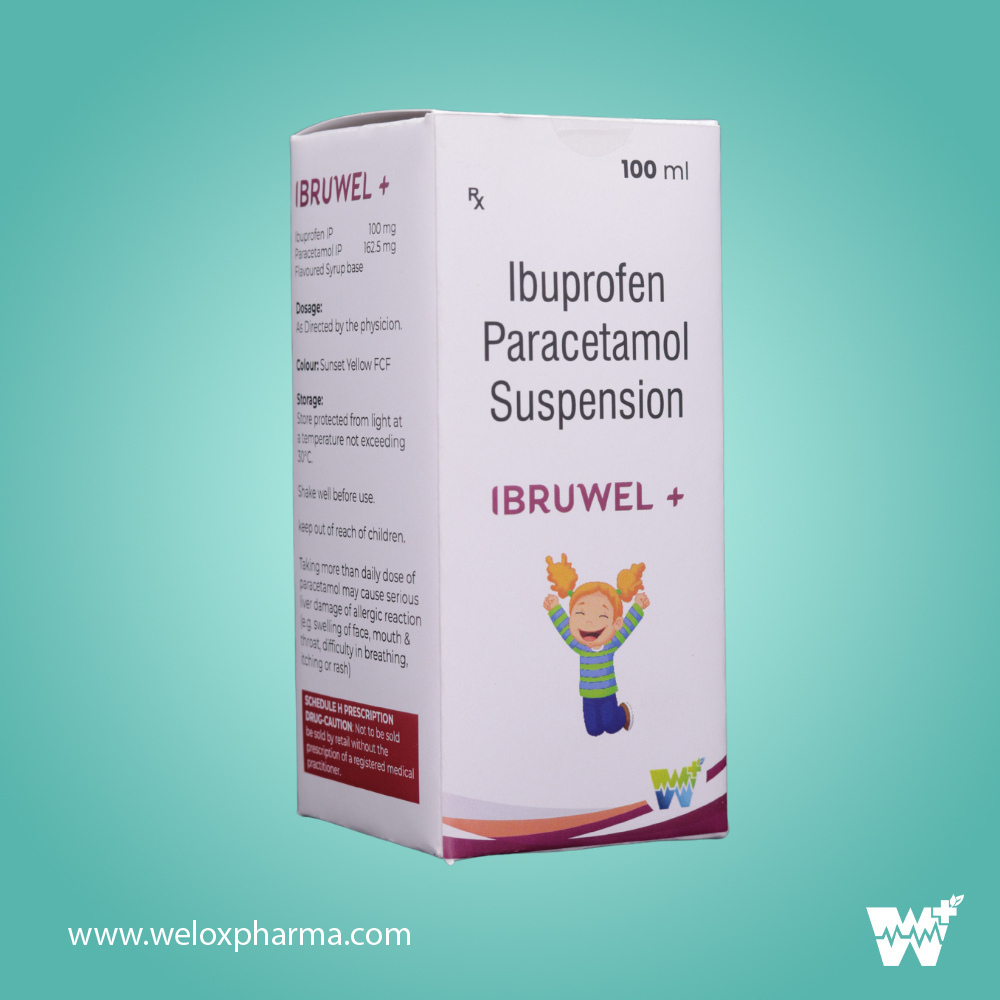 IBRUWEL +
Ibuprofen IP 100 mg
Paracetamol IP 162.5 mg
Flavoured Syrup base
Dosage:
As Directed by the physicion.
Colour: Sunset Yellow FCF
Storage:
Store protected from light at
a temperature not exceeding
30°C.
Shake well before use.
keep out of reach of children.
Taking more than daily dose of
paracetamol may cause serious
liver damage of allergic reaction
(e.g. swelling of face, mouth &
throat, difficulty in breathing,
itching or rash)
SCHEDULE H PRESCRIPTION
DRUG-CAUTION: Not to be sold
be sold by retail without the
prescription of a registered medical
practitioner.
100 ml
Rx
Ibuprofen
Paracetamol
Suspension
IBRUWEL +
W
www.weloxpharma.com
W